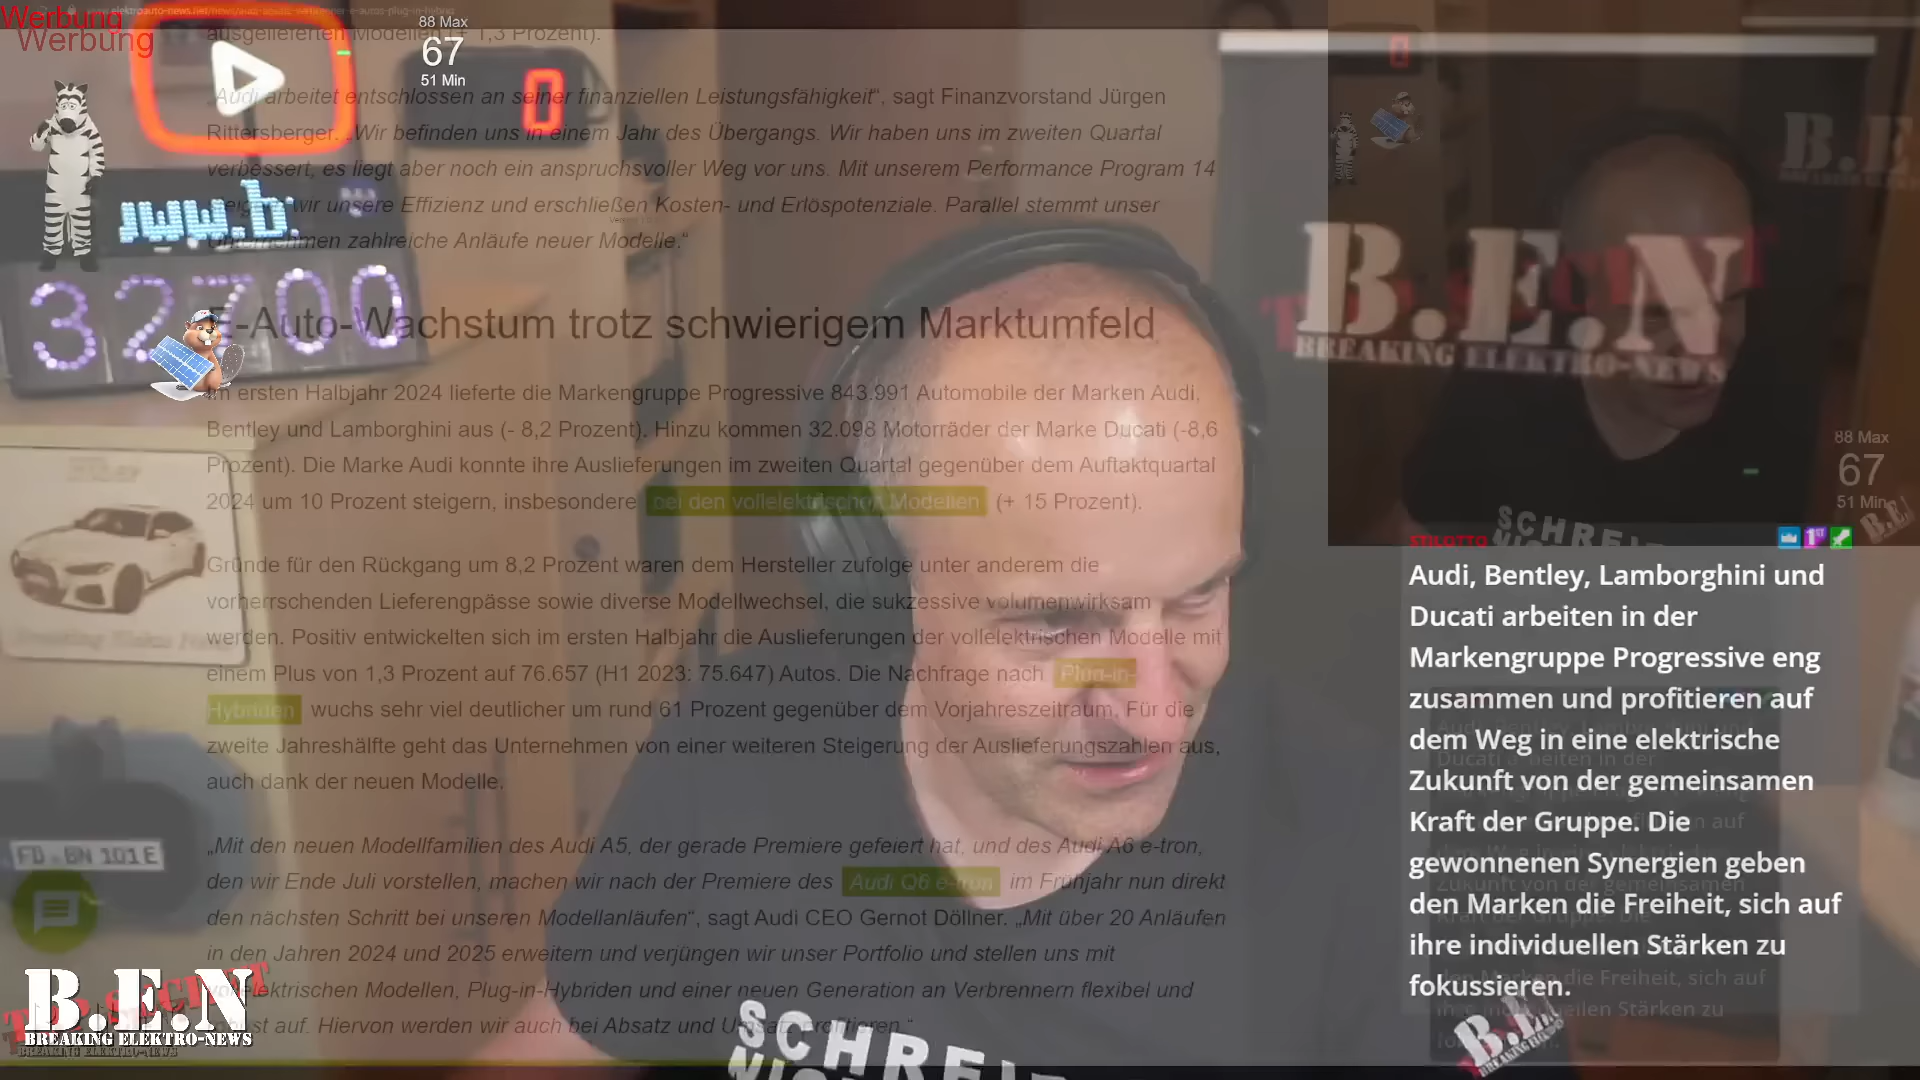 Werbung
Werbung
88 Max
67
51 Min
0
ausgelieferten Modellen (+ 1,3 Prozent).
„Audi arbeitet entschlossen an seiner finanziellen Leistungsfähigkeit“, sagt Finanzvorstand Jürgen
Rittersberger. „Wir befinden uns in einem Jahr des Übergangs. Wir haben uns im zweiten Quartal
verbessert, es liegt aber noch ein anspruchsvoller Weg vor uns. Mit unserem Performance Program 14
wir unsere Effizienz und erschließen Kosten- und Erlöspotenziale. Parallel stemmt unser
Unternehmen zahlreiche Anläufe neuer Modelle.“
www.b.
32700
E-Auto-Wachstum trotz schwierigem Marktumfeld
Im ersten Halbjahr 2024 lieferte die Markengruppe Progressive 843.991 Automobile der Marken Audi,
Bentley und Lamborghini aus (- 8,2 Prozent). Hinzu kommen 32.098 Motorräder der Marke Ducati (-8,6
Prozent). Die Marke Audi konnte ihre Auslieferungen im zweiten Quartal gegenüber dem Auftaktquartal
2024 um 10 Prozent steigern, insbesondere bei den vollelektrischen Modellen (+ 15 Prozent).
Gründe für den Rückgang um 8,2 Prozent waren dem Hersteller zufolge unter anderem die
vorherrschenden Lieferengpässe sowie diverse Modellwechsel, die sukzessive volumenwirksam
werden. Positiv entwickelten sich im ersten Halbjahr die Auslieferungen der vollelektrischen Modelle mit
einem Plus von 1,3 Prozent auf 76.657 (H1 2023: 75.647) Autos. Die Nachfrage nach Plug-in-
Hybriden wuchs sehr viel deutlicher um rund 61 Prozent gegenüber dem Vorjahreszeitraum. Für die
zweite Jahreshälfte geht das Unternehmen von einer weiteren Steigerung der Auslieferungszahlen aus,
auch dank der neuen Modelle.
„Mit den neuen Modellfamilien des Audi A5, der gerade Premiere gefeiert hat, und des Audi A6 e-tron,
den wir Ende Juli vorstellen, machen wir nach der Premiere des Audi Q6 e-tron im Frühjahr nun direkt
den nächsten Schritt bei unseren Modellanläufen“, sagt Audi CEO Gernot Döllner. „Mit über 20 Anläufen
in den Jahren 2024 und 2025 erweitern und verjüngen wir unser Portfolio und stellen uns mit
vollelektrischen Modellen, Plug-in-Hybriden und einer neuen Generation an Verbrennern flexibel und
robust auf. Hiervon werden wir auch bei Absatz und Umsatz profitieren.“
FD BN 101E
B.E.N
BREAKING ELEKTRO-NEWS
SCHREI
B.E.N
BREAKING ELEKTRO-NEWS
88 Max
67
51 Min
SCHREI
STILOTTO
Audi, Bentley, Lamborghini und
Ducati arbeiten in der
Markengruppe Progressive eng
zusammen und profitieren auf
dem Weg in eine elektrische
Zukunft von der gemeinsamen
Kraft der Gruppe. Die
gewonnenen Synergien geben
den Marken die Freiheit, sich auf
ihre individuellen Stärken zu
fokussieren.
B.E.N